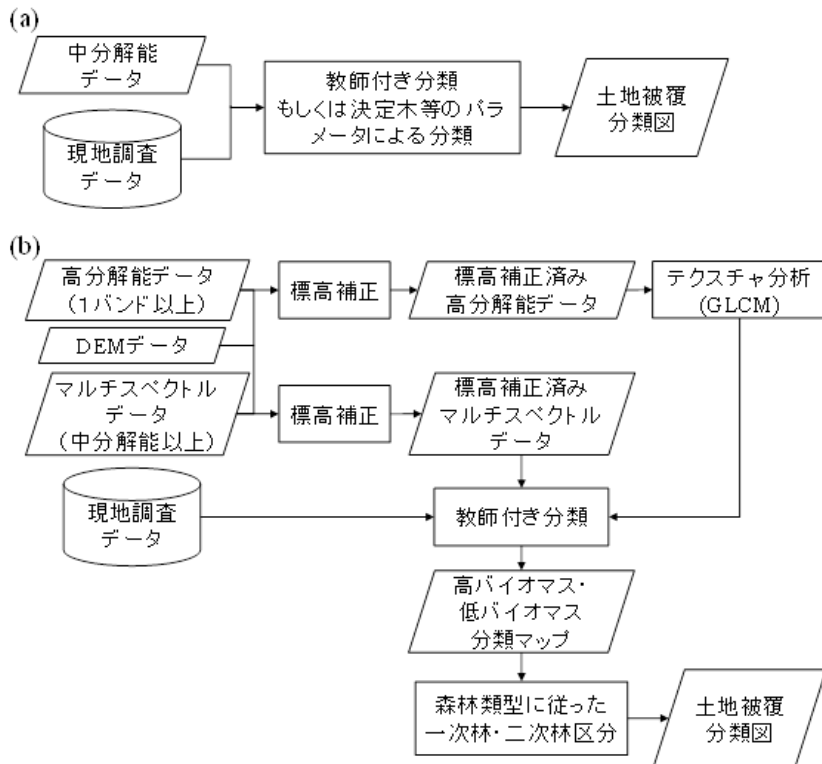 (a)
中分解能
データ
現地調査
データ
教師付き分類
もしくは決定木等のパラ
メータによる分類
土地被覆
分類図
(b)
高分解能データ
（1バンド以上）
DEMデータ
マルチスペクトル
データ
（中分解能以上）
標高補正
標高補正済み
高分解能データ
テクスチャ分析
(GLCM)
標高補正
標高補正済み
マルチスペクトル
データ
現地調査
データ
教師付き分類
高バイオマス・
低バイオマス
分類マップ
森林類型に従った
一次林・二次林区分
土地被覆
分類図